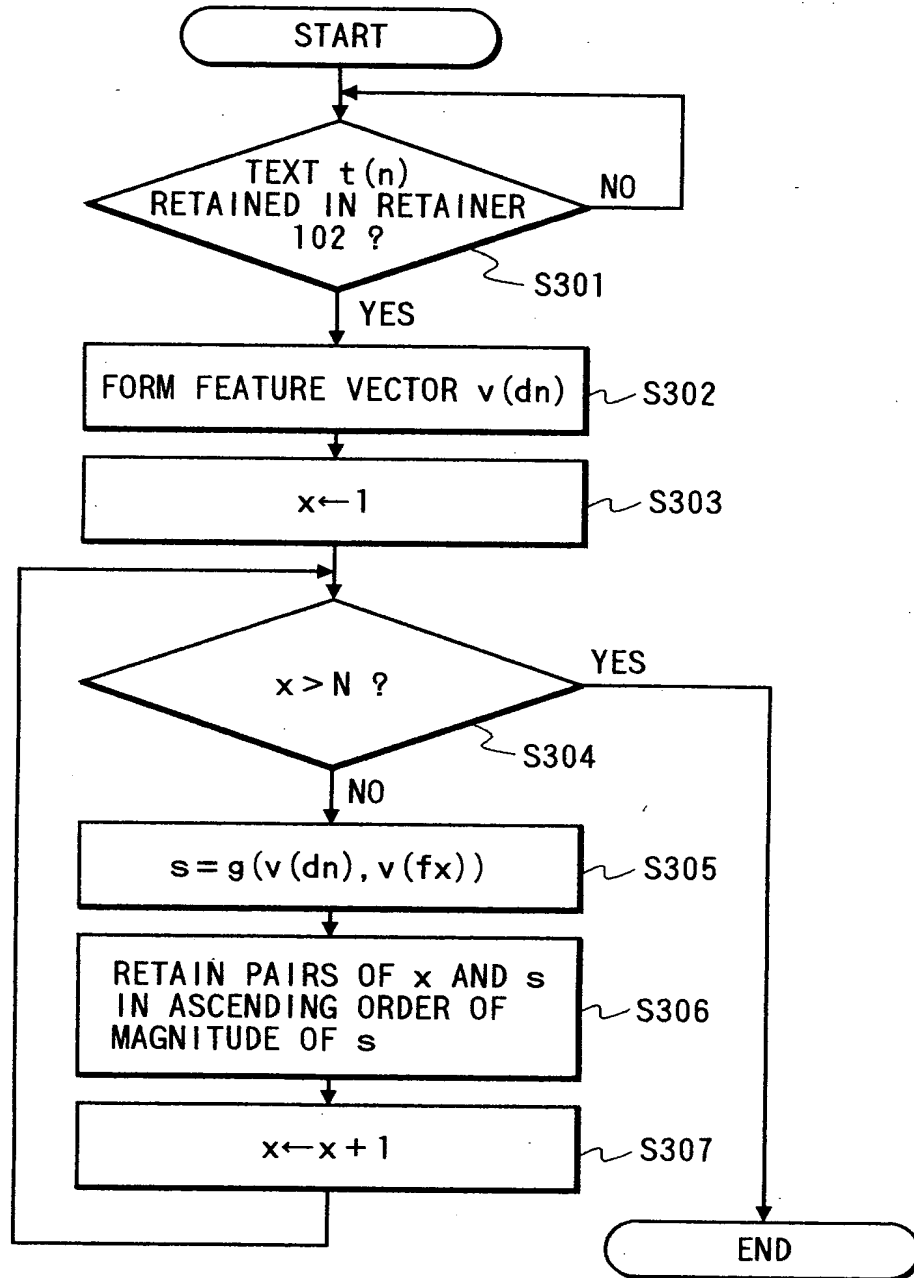 START
TEXT t(n)
RETAINED IN RETAINER
102 ?
NO
S301
YES
FORM FEATURE VECTOR v(dn)
S302
x←1
S303
x>N ?
YES
S304
NO
s=g(v(dn), v(fx))
S305
RETAIN PAIRS OF x AND s
IN ASCENDING ORDER OF
MAGNITUDE OF s
S306
x←x+1
S307
END